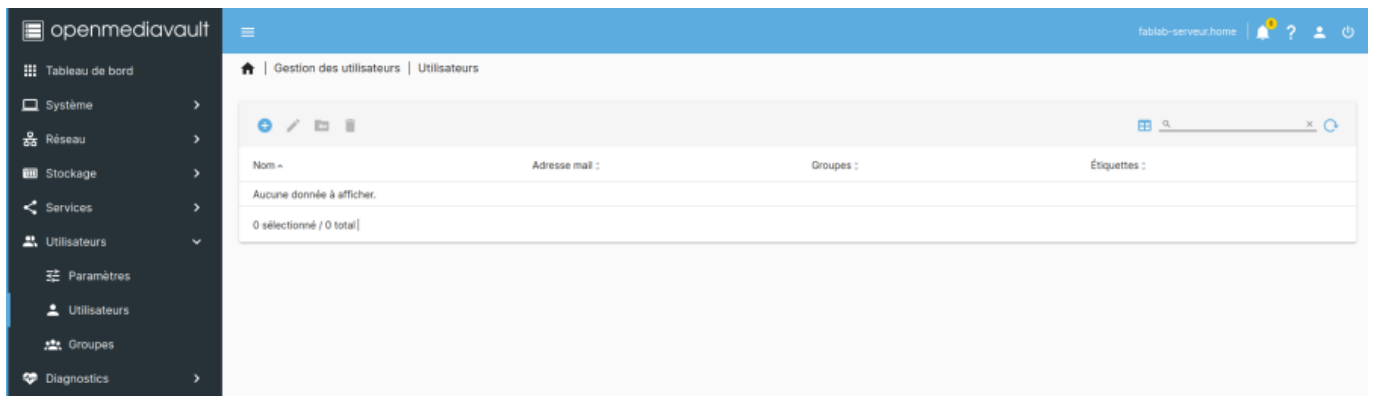 openmediavault
fablab-serveur.home
Tableau de bord
Système
Réseau
Stockage
Services
Utilisateurs
Paramètres
Utilisateurs
Groupes
Diagnostics
| Gestion des utilisateurs | Utilisateurs
Nom Adresse mail Groupes Étiquettes
Aucune donnée à afficher.
0 sélectionné / 0 total